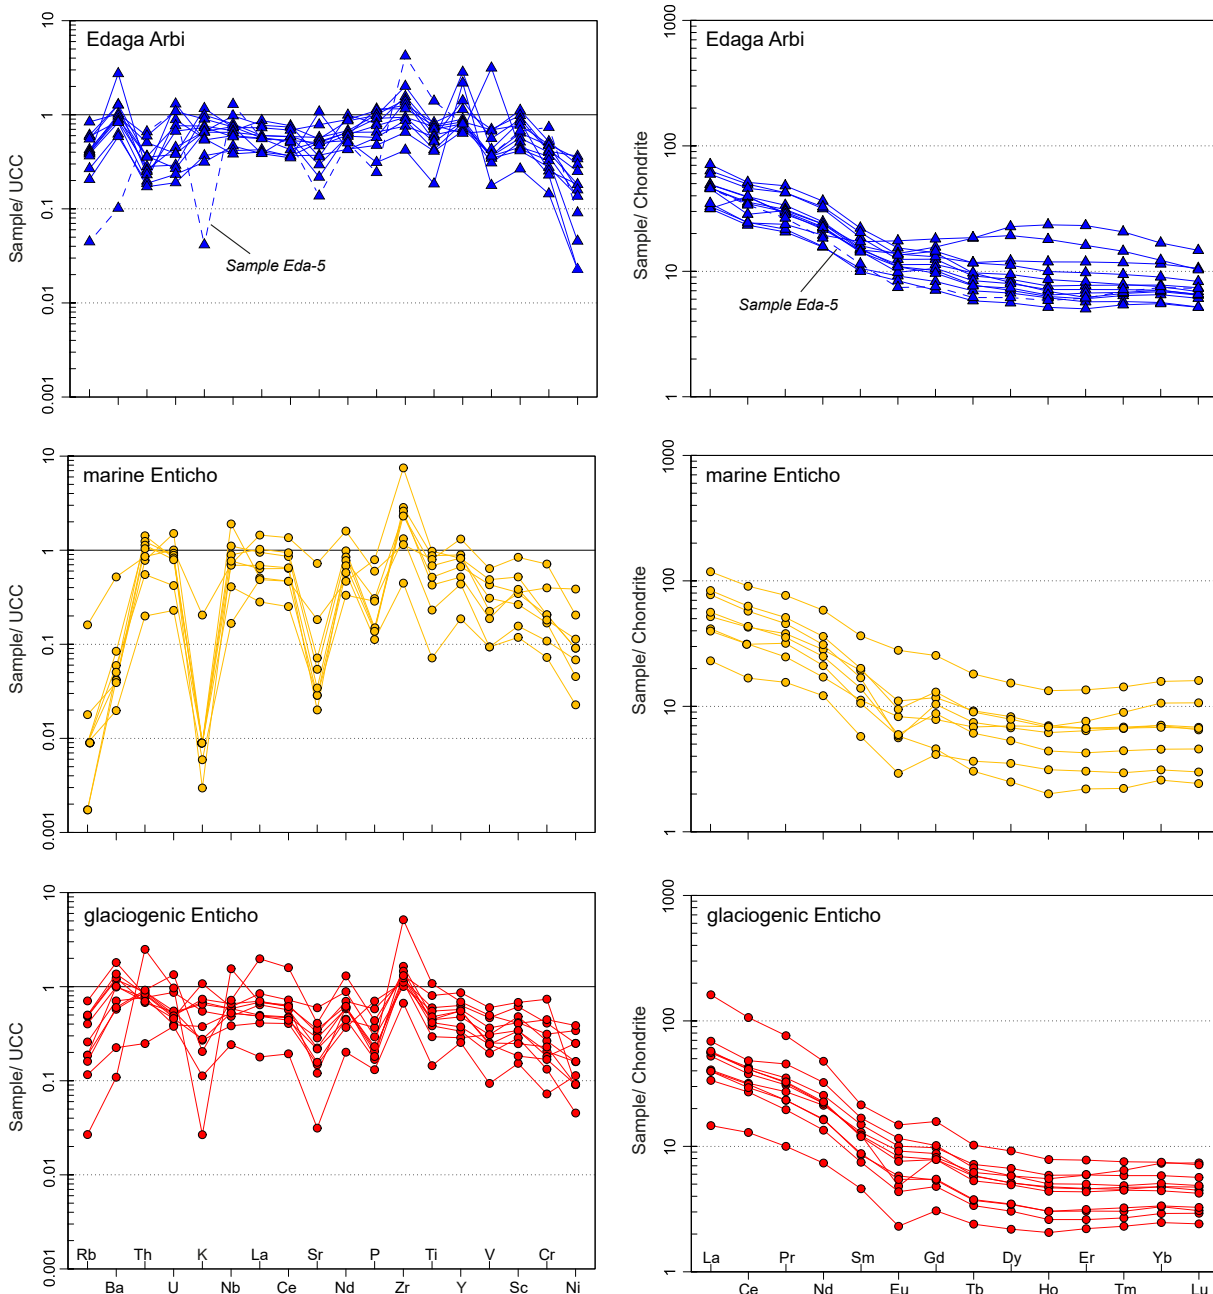 Edaga Arbi
Sample/ UCC
10
1
0.1
0.01
0.001
Sample Eda-5
Edaga Arbi
Sample/ Chondrite
1000
100
10
1
Sample Eda-5
marine Enticho
Sample/ UCC
10
1
0.1
0.01
0.001
marine Enticho
Sample/ Chondrite
1000
100
10
1
glaciogenic Enticho
Sample/ UCC
10
1
0.1
0.01
0.001
Rb Th K La Sr P Ti V Cr
Ba U Nb Ce Nd Zr Y Sc Ni
glaciogenic Enticho
Sample/ Chondrite
1000
100
10
1
La Pr Sm Gd Dy Er Yb
Ce Nd Eu Tb Ho Tm Lu